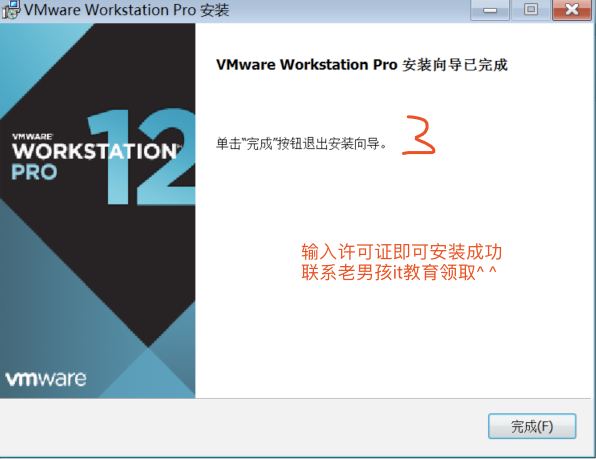 VMware Workstation Pro 安装
VMware Workstation Pro 安装向导已完成
VMWARE
WORKSTATION
PRO
12
单击“完成”按钮退出安装向导。
3
输入许可证即可安装成功
联系老男孩it教育领取^ ^
vmware
完成(F)